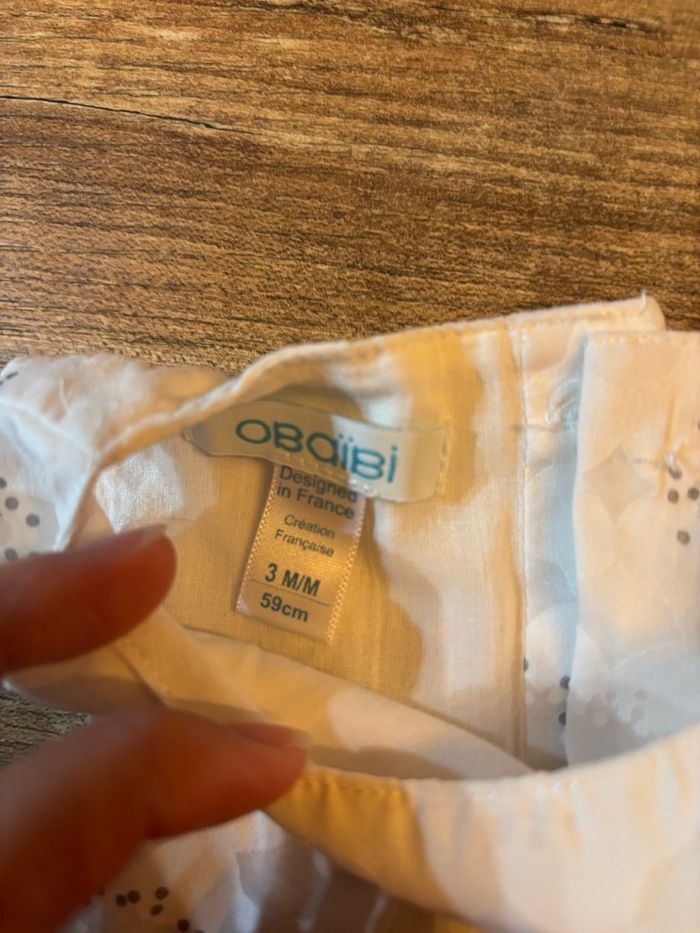 OBaïBi
Designed
in France
Création
Française
3 M/M
59cm